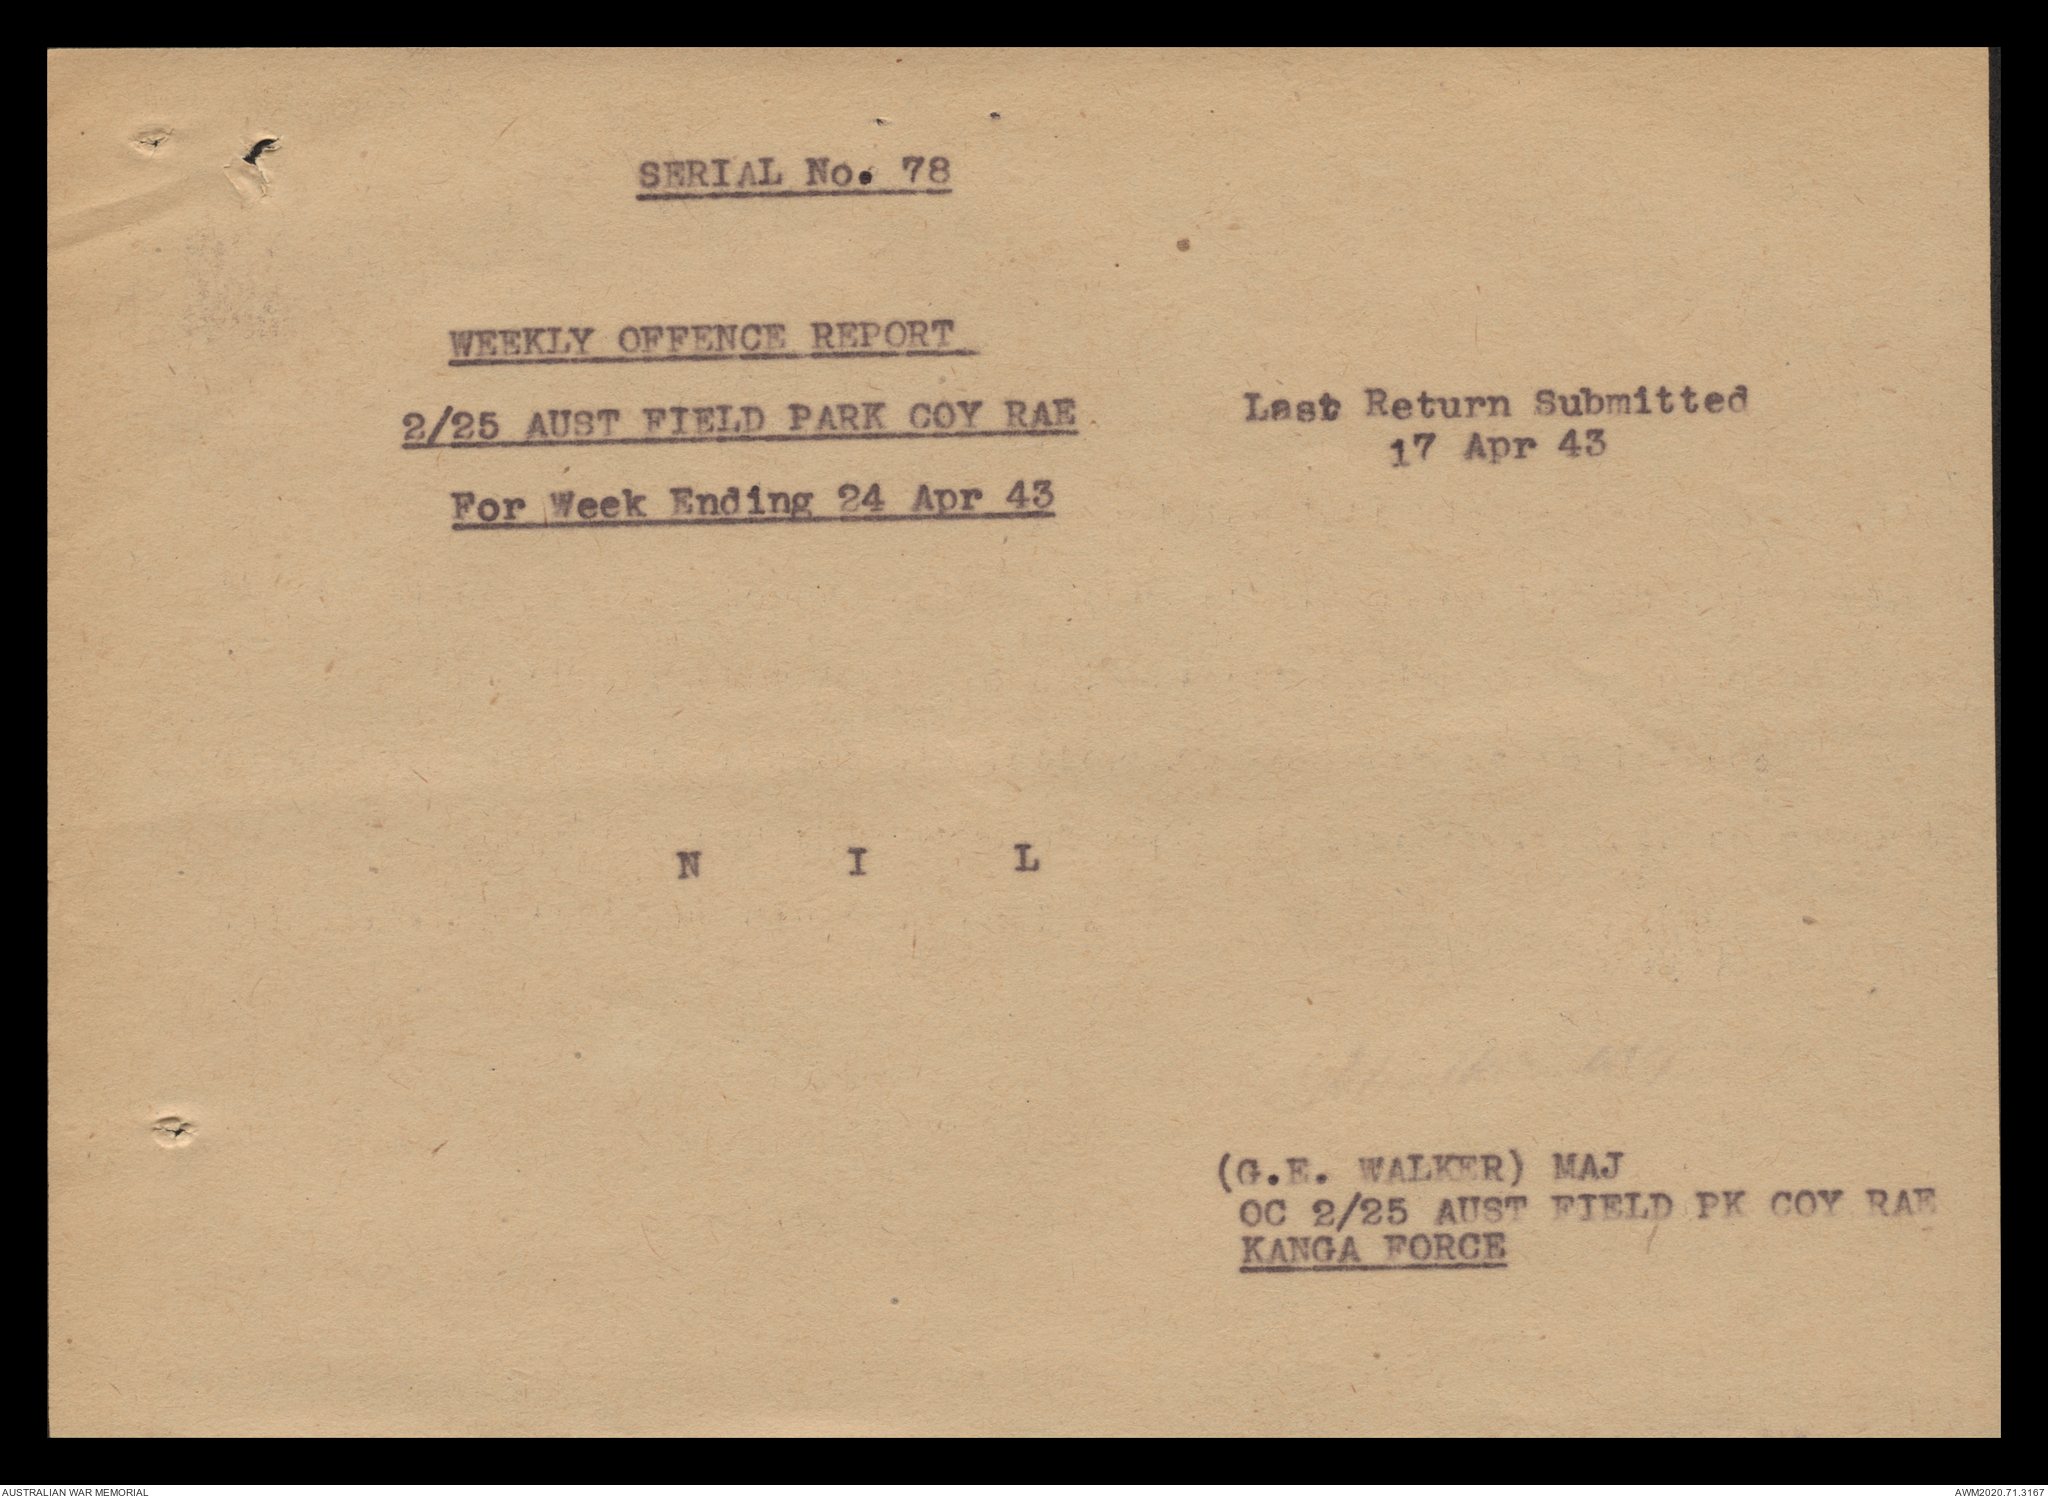 SERIAL No. 78
WEEKLY OFFENCE REPORT
2/25 AUST FIELD PARK COY RAE
For Week Ending 24 Apr 43
Last Return Submitted
17 Apr 43
N I L
(G.E. WALKER) MAJ
OC 2/25 AUST FIELD PK COY RAE
KANGA FORCE
AUSTRALIAN WAR MEMORIAL
AWM2020.71.3167